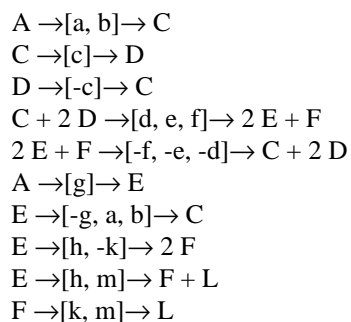 A →[a, b]→ C
C →[c]→ D
D →[-c]→ C
C + 2 D →[d, e, f]→ 2 E + F
2 E + F →[-f, -e, -d]→ C + 2 D
A →[g]→ E
E →[-g, a, b]→ C
E →[h, -k]→ 2 F
E →[h, m]→ F + L
F →[k, m]→ L